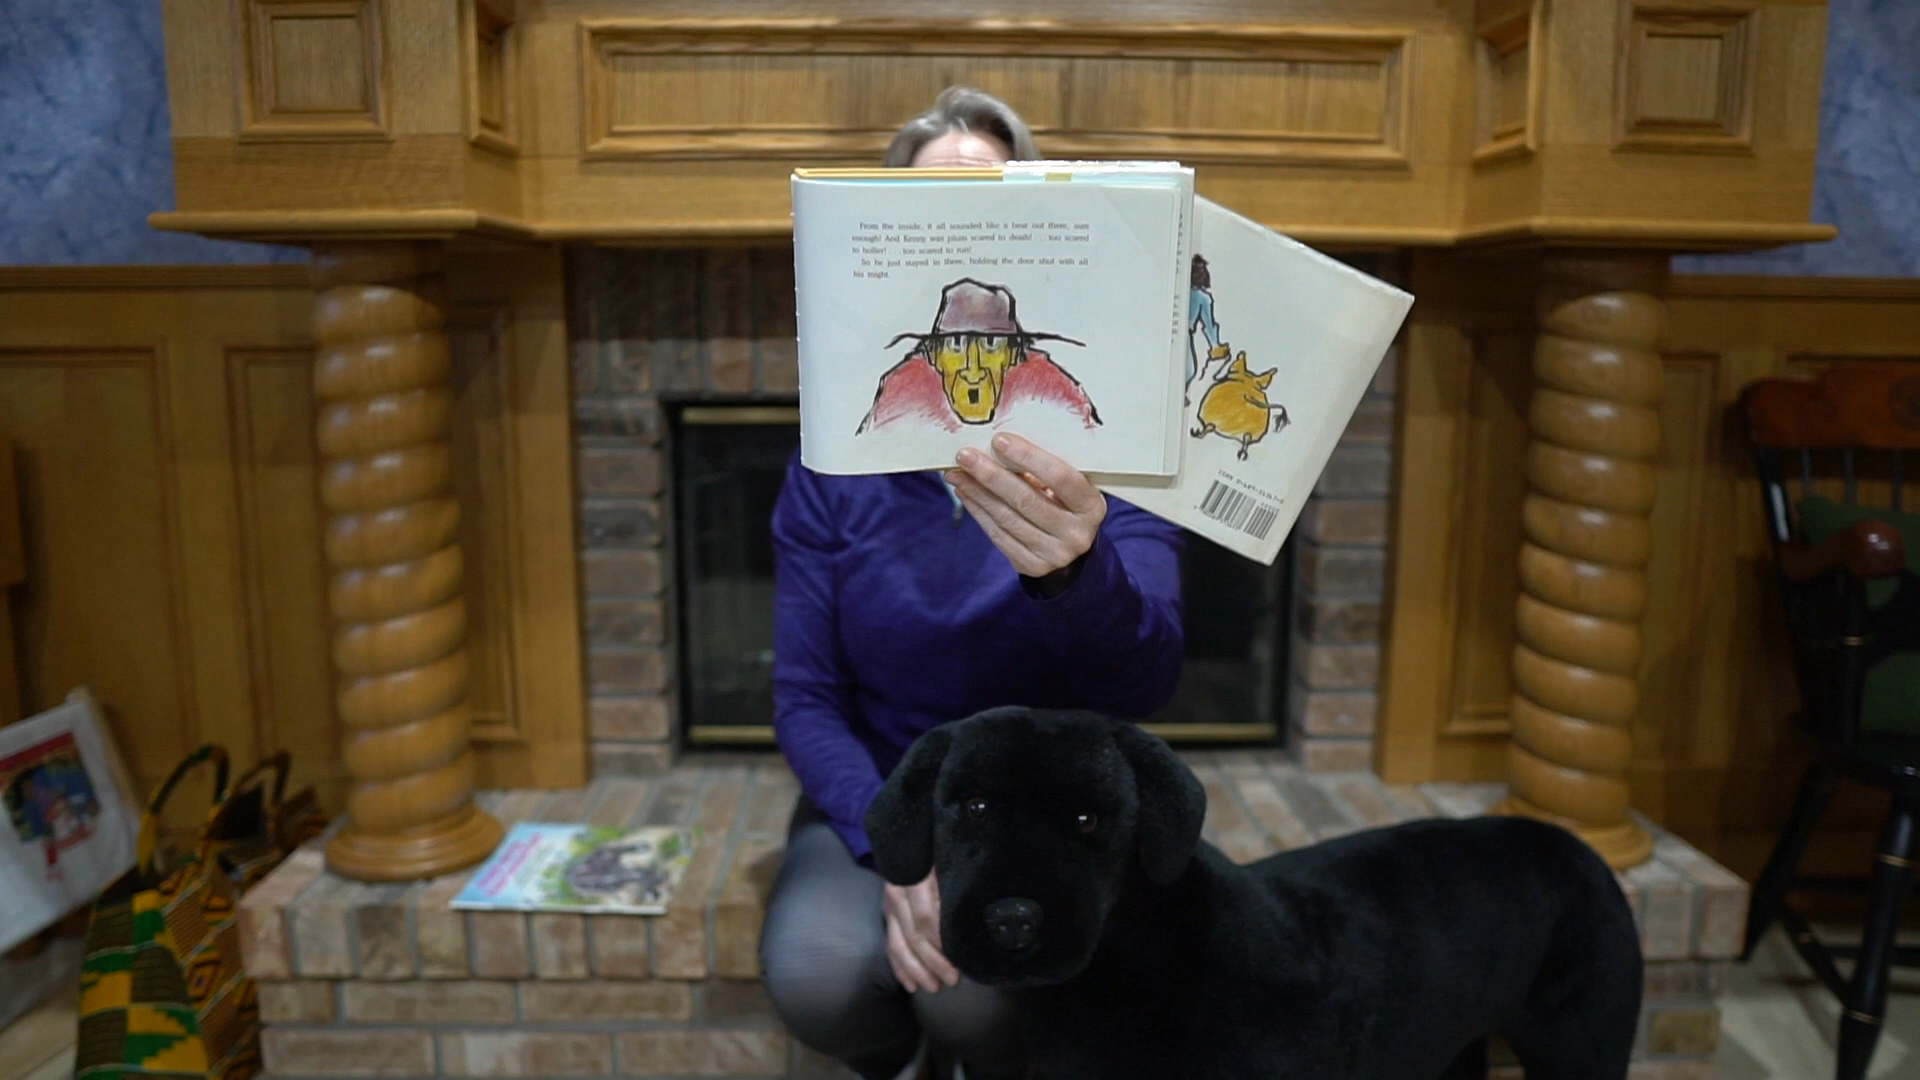 From the inside, it all sounded like a bear out there, sure
enough! And Kenny was plum scared to death! . . . too scared
to holler! . . . too scared to run!
So he just stayed in there, holding the door shut with all
his might.
ISBN